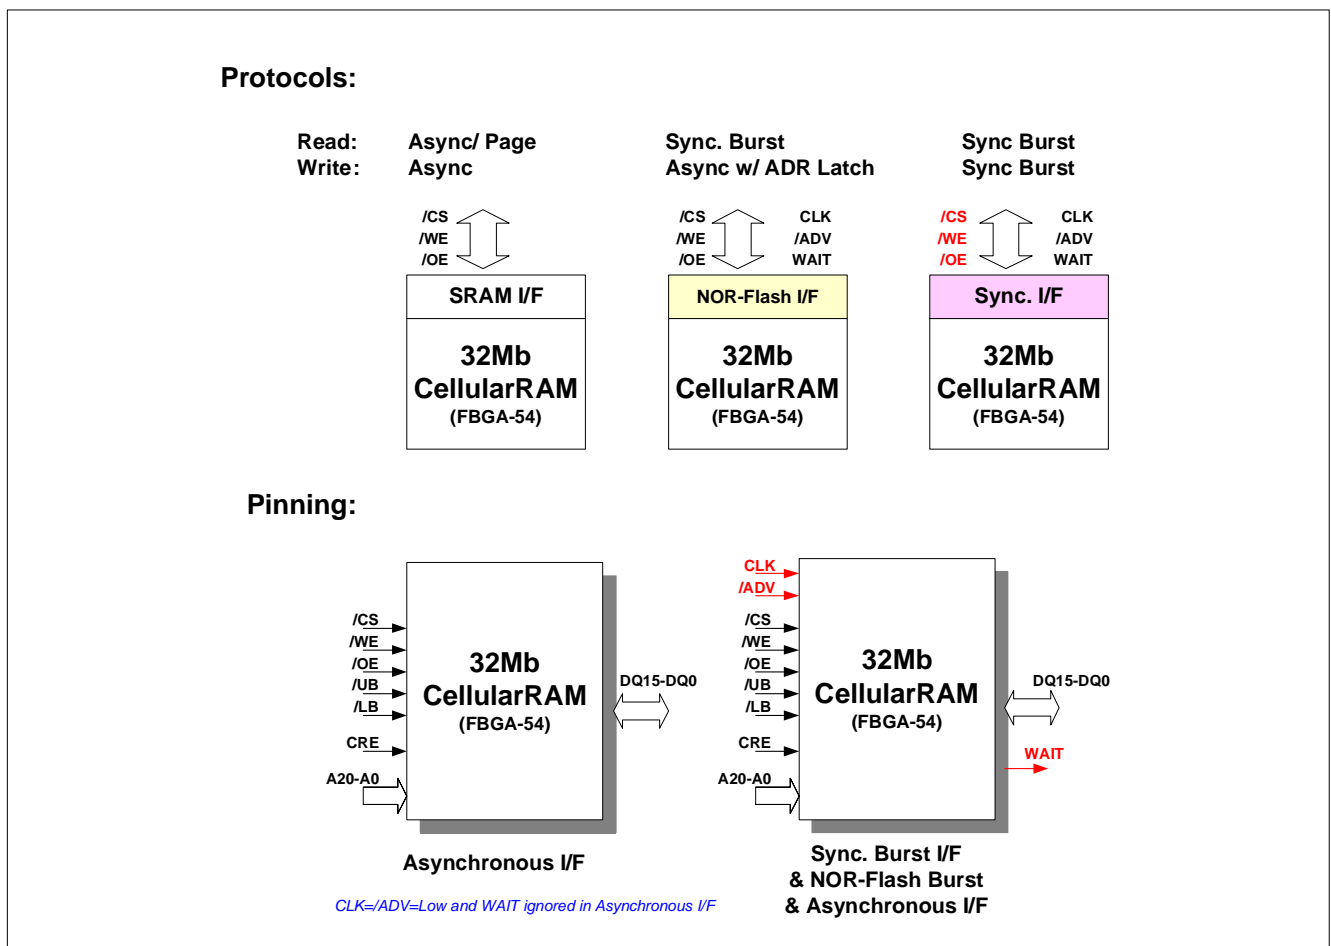 Protocols:
Read: Async/ Page Sync. Burst Sync Burst
Write: Async Async w/ ADR Latch Sync Burst
/CS /CS CLK /CS CLK
/WE /WE /ADV /WE /ADV
/OE /OE WAIT /OE WAIT
SRAM I/F NOR-Flash I/F Sync. I/F
32Mb 32Mb 32Mb
CellularRAM CellularRAM CellularRAM
(FBGA-54) (FBGA-54) (FBGA-54)
Pinning:
/CS
/WE
/OE
/UB
/LB
CRE
A20-A0
32Mb
CellularRAM
(FBGA-54)
DQ15-DQ0
Asynchronous I/F
CLK=/ADV=Low and WAIT ignored in Asynchronous I/F
CLK
/ADV
/CS
/WE
/OE
/UB
/LB
CRE
A20-A0
32Mb
CellularRAM
(FBGA-54)
DQ15-DQ0
WAIT
Sync. Burst I/F
& NOR-Flash Burst
& Asynchronous I/F